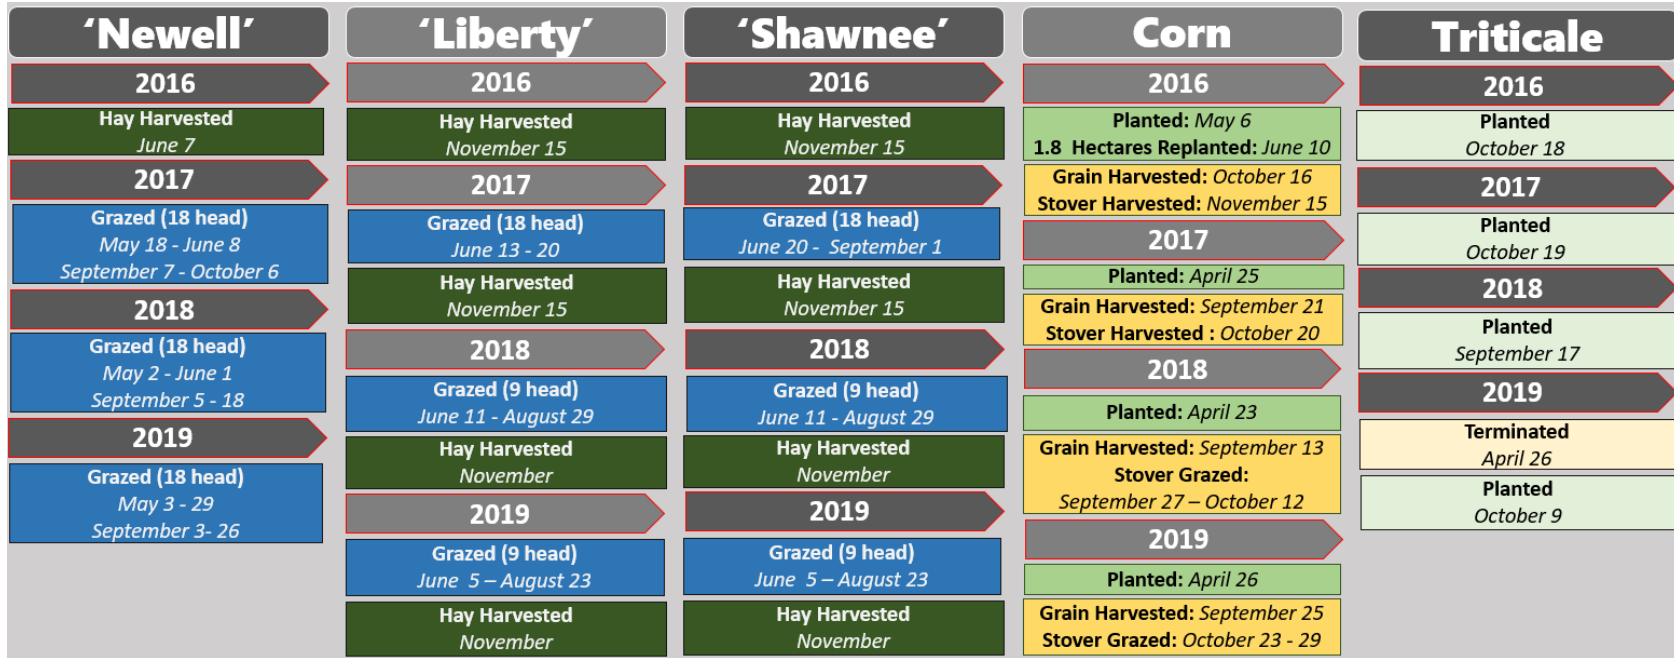 ‘Newell’
2016
Hay Harvested
June 7
2017
Grazed (18 head)
May 18 - June 8
September 7 - October 6
2018
Grazed (18 head)
May 2 - June 1
September 5 - 18
2019
Grazed (18 head)
May 3 - 29
September 3- 26
‘Liberty’
2016
Hay Harvested
November 15
2017
Grazed (18 head)
June 13 - 20
Hay Harvested
November 15
2018
Grazed (9 head)
June 11 - August 29
Hay Harvested
November
2019
Grazed (9 head)
June 5 – August 23
Hay Harvested
November
‘Shawnee’
2016
Hay Harvested
November 15
2017
Grazed (18 head)
June 20 - September 1
Hay Harvested
November 15
2018
Grazed (9 head)
June 11 - August 29
Hay Harvested
November
2019
Grazed (9 head)
June 5 – August 23
Hay Harvested
November
Corn
2016
Planted: May 6
1.8 Hectares Replanted: June 10
Grain Harvested: October 16
Stover Harvested: November 15
2017
Planted: April 25
Grain Harvested: September 21
Stover Harvested : October 20
2018
Planted: April 23
Grain Harvested: September 13
Stover Grazed:
September 27 – October 12
2019
Planted: April 26
Grain Harvested: September 25
Stover Grazed: October 23 - 29
Triticale
2016
Planted
October 18
2017
Planted
October 19
2018
Planted
September 17
2019
Terminated
April 26
Planted
October 9